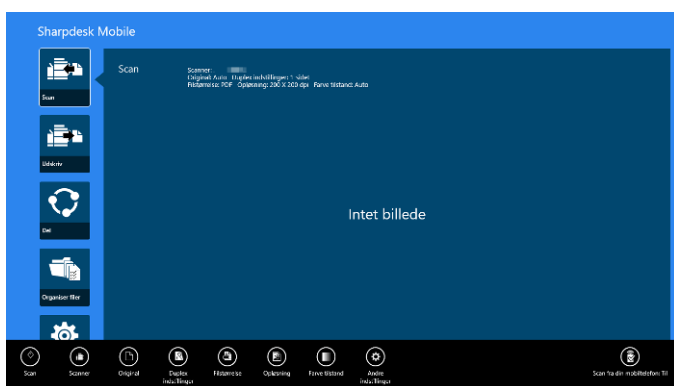 Sharpdesk Mobile
Scan
Scan
Scanner:
Original: Auto Duplex indstillinger: 1-sidet
Filstørrelse: PDF Opløsning: 200 X 200 dpi Farve tilstand: Auto
Udskriv
Del
Intet billede
Organiser filer
Scan
Scanner
Original
Duplex
indstillinger
Filstørrelse
Opløsning
Farve tilstand
Andre
indstillinger
Scan fra din mobiltelefon: Til